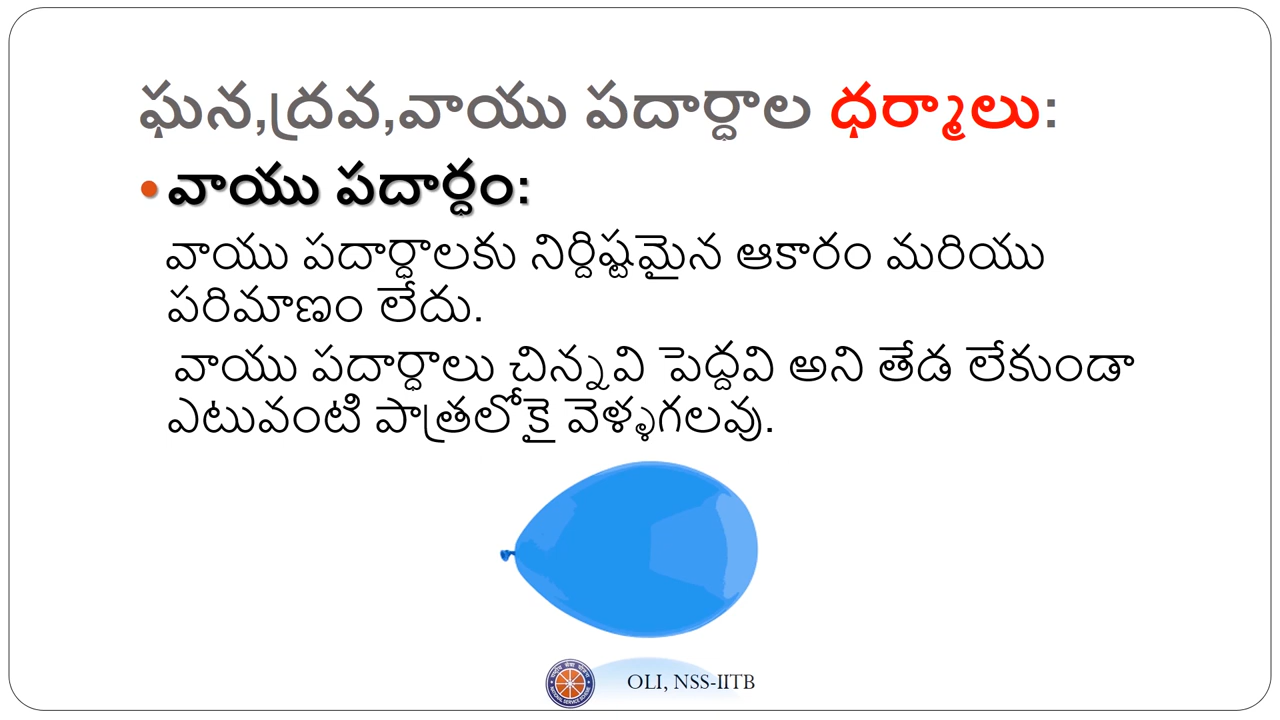 ఘన,ద్రవ,వాయు పదార్ధాల ధర్మాలు:
వాయు పదార్ధం:
వాయు పదార్ధాలకు నిర్దిష్టమైన ఆకారం మరియు
పరిమాణం లేదు.
వాయు పదార్ధాలు చిన్నవి పెద్దవి అని తేడ లేకుండా
ఎటువంటి పాత్రలోకై వెళ్ళగలవు.
OLI, NSS-IITB